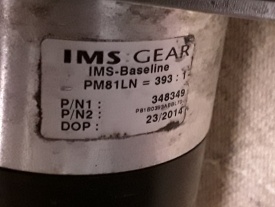 IMS GEAR
IMS-Baseline
PM81LN = 393 : 1
P/N1 : 348349
P/N2 :
DOP : 23/2014